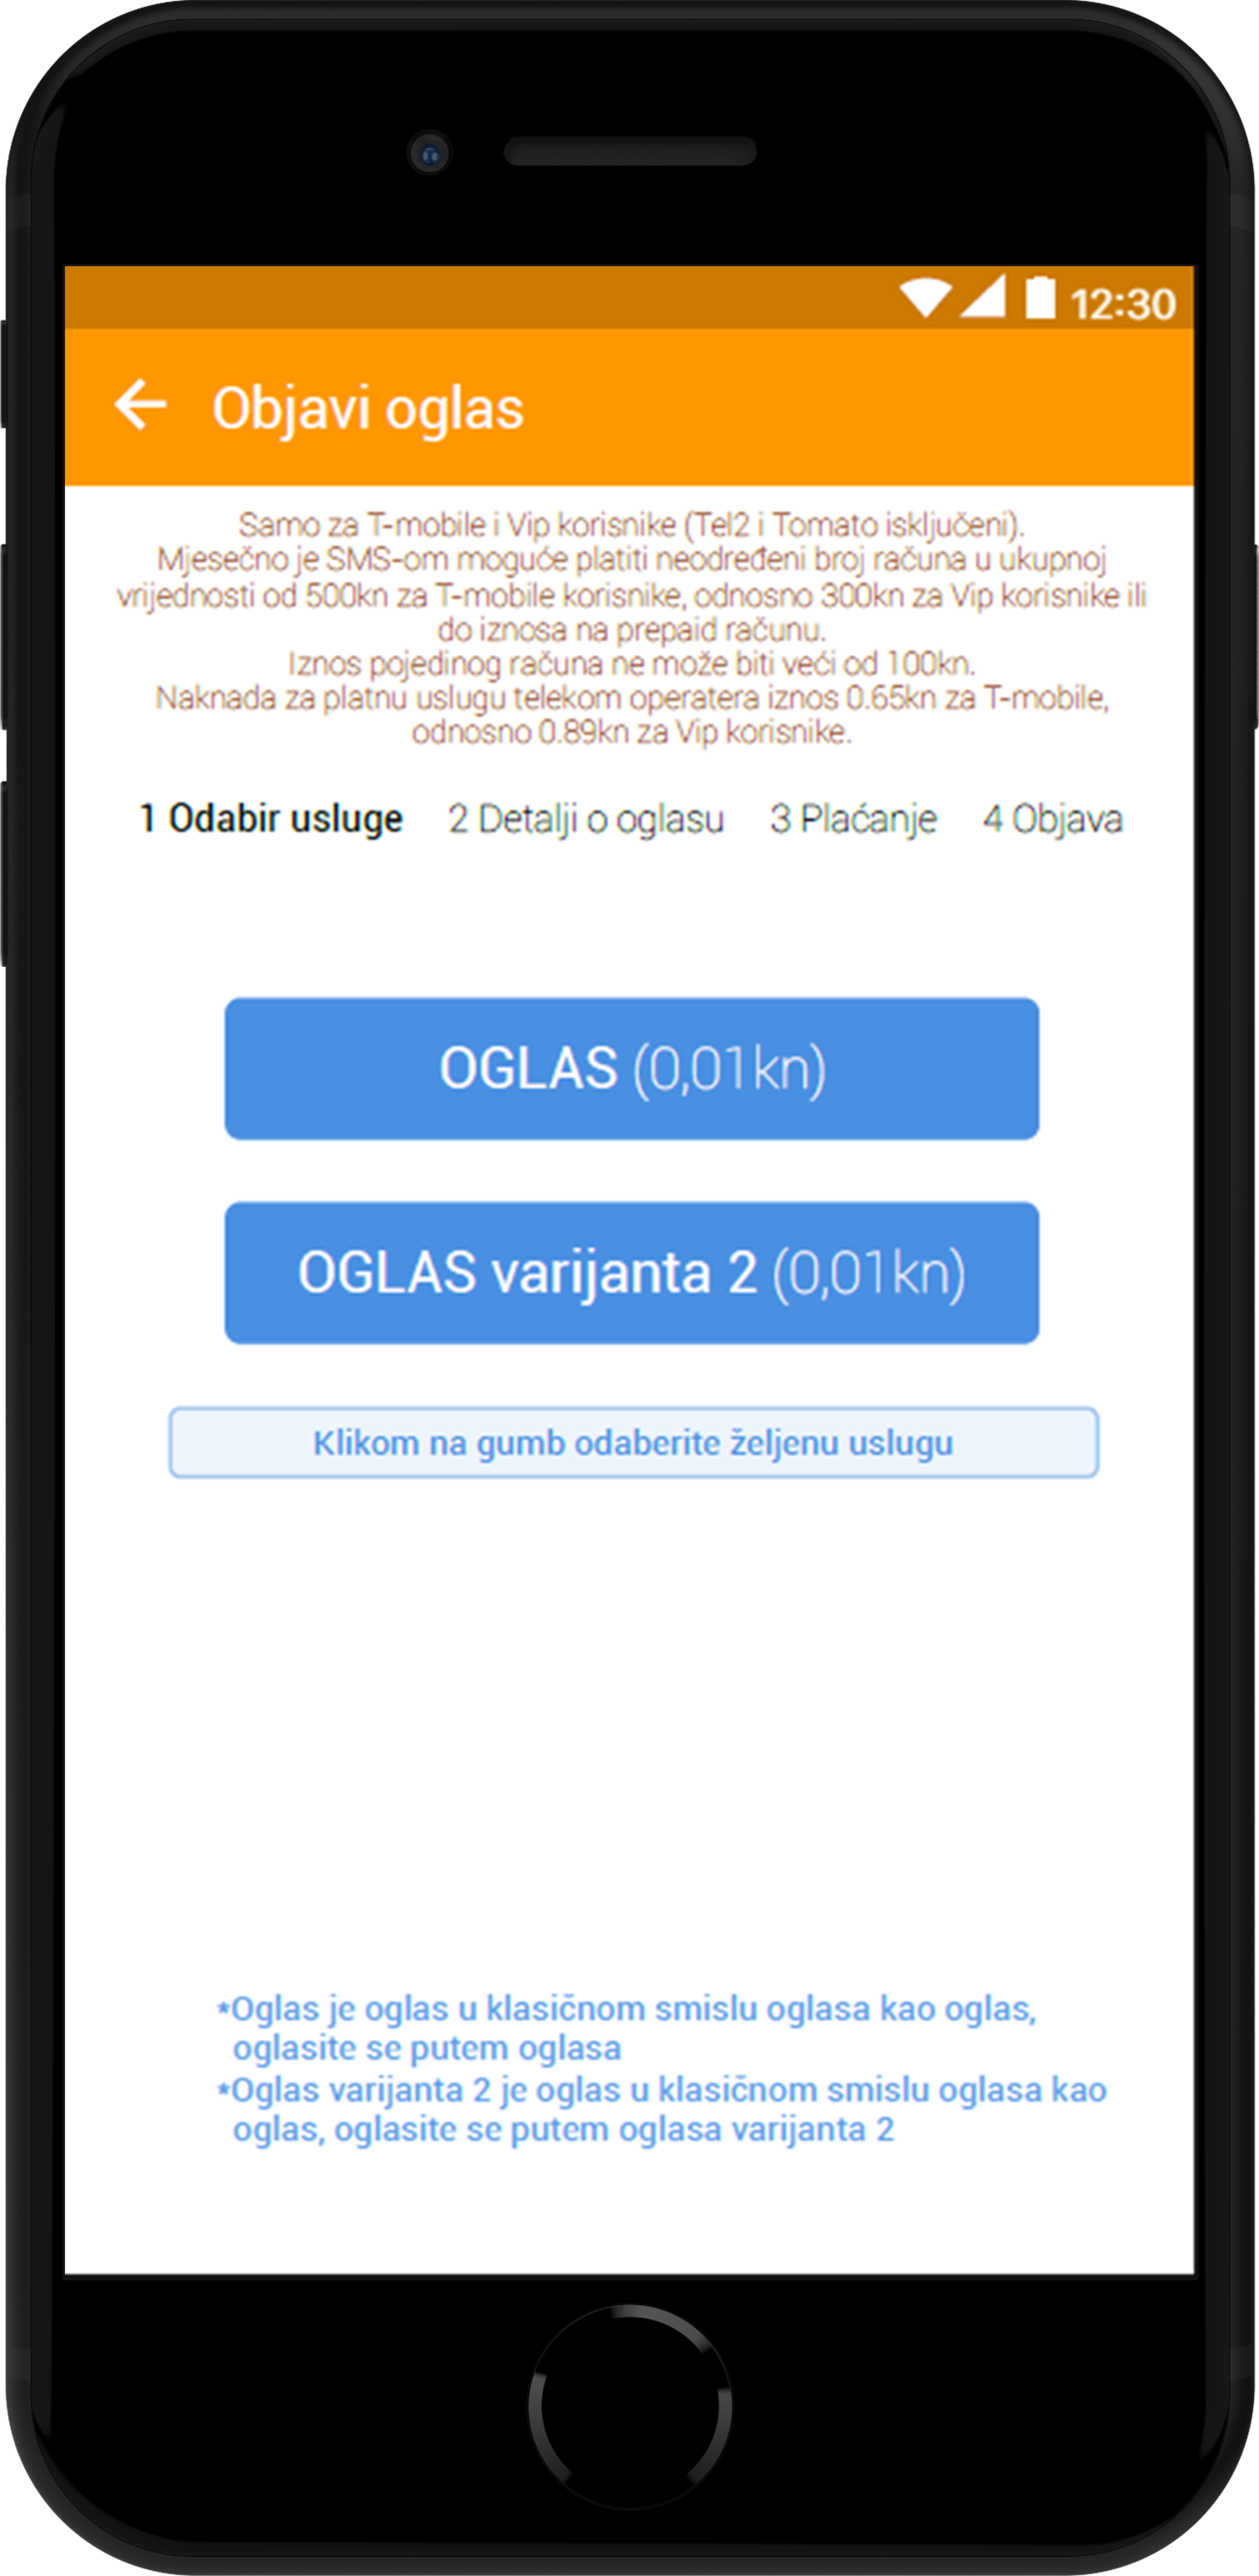 12:30
Objavi oglas
Samo za T-mobile i Vip korisnike (Tel2 i Tomato isključeni).
Mjesečno je SMS-om moguće platiti neodređeni broj računa u ukupnoj
vrijednosti od 500kn za T-mobile korisnike, odnosno 300kn za Vip korisnike ili
do iznosa na prepaid računu.
Iznos pojedinog računa ne može biti veći od 100kn.
Naknada za platnu uslugu telekom operatera iznos 0.65kn za T-mobile,
odnosno 0.89kn za Vip korisnike.
1 Odabir usluge 2 Detalji o oglasu 3 Plaćanje 4 Objava
OGLAS (0,01kn)
OGLAS varijanta 2 (0,01kn)
Klikom na gumb odaberite željenu uslugu
*Oglas je oglas u klasičnom smislu oglasa kao oglas,
oglasite se putem oglasa
*Oglas varijanta 2 je oglas u klasičnom smislu oglasa kao
oglas, oglasite se putem oglasa varijanta 2